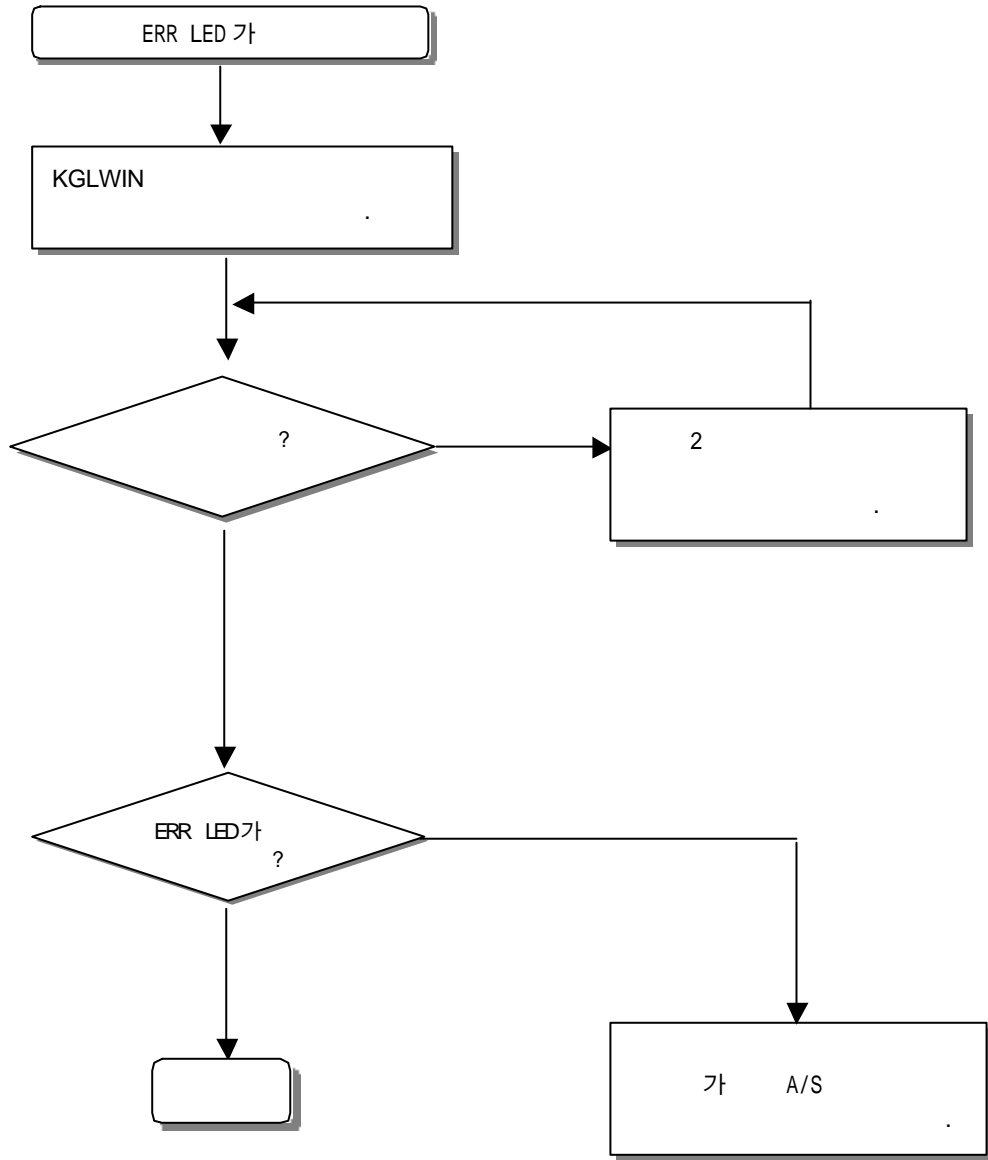 ERR LED 가
KGLWIN
.
?
2
.
ERR LED가
?
가 A/S
.